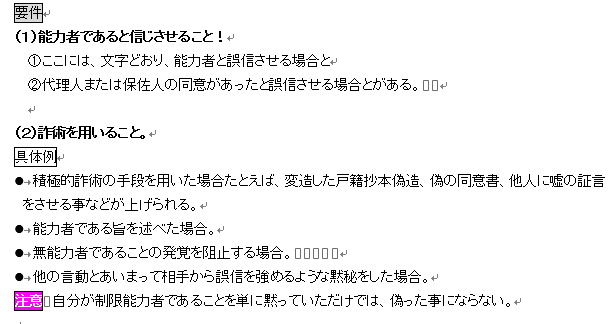 要件
（１）能力者であると信じさせること！
①ここには、文字どおり、能力者と誤信させる場合と
②代理人または保佐人の同意があったと誤信させる場合とがある。
（２）詐術を用いること。
具体例
●積極的詐術の手段を用いた場合たとえば、変造した戸籍抄本偽造、偽の同意書、他人に嘘の証言
をさせる事などが上げられる。
●能力者である旨を述べた場合。
●無能力者であることの発覚を阻止する場合。
●他の言動とあいまって相手から誤信を強めるような黙秘をした場合。
注意 自分が制限能力者であることを単に黙っていただけでは、偽った事にならない。